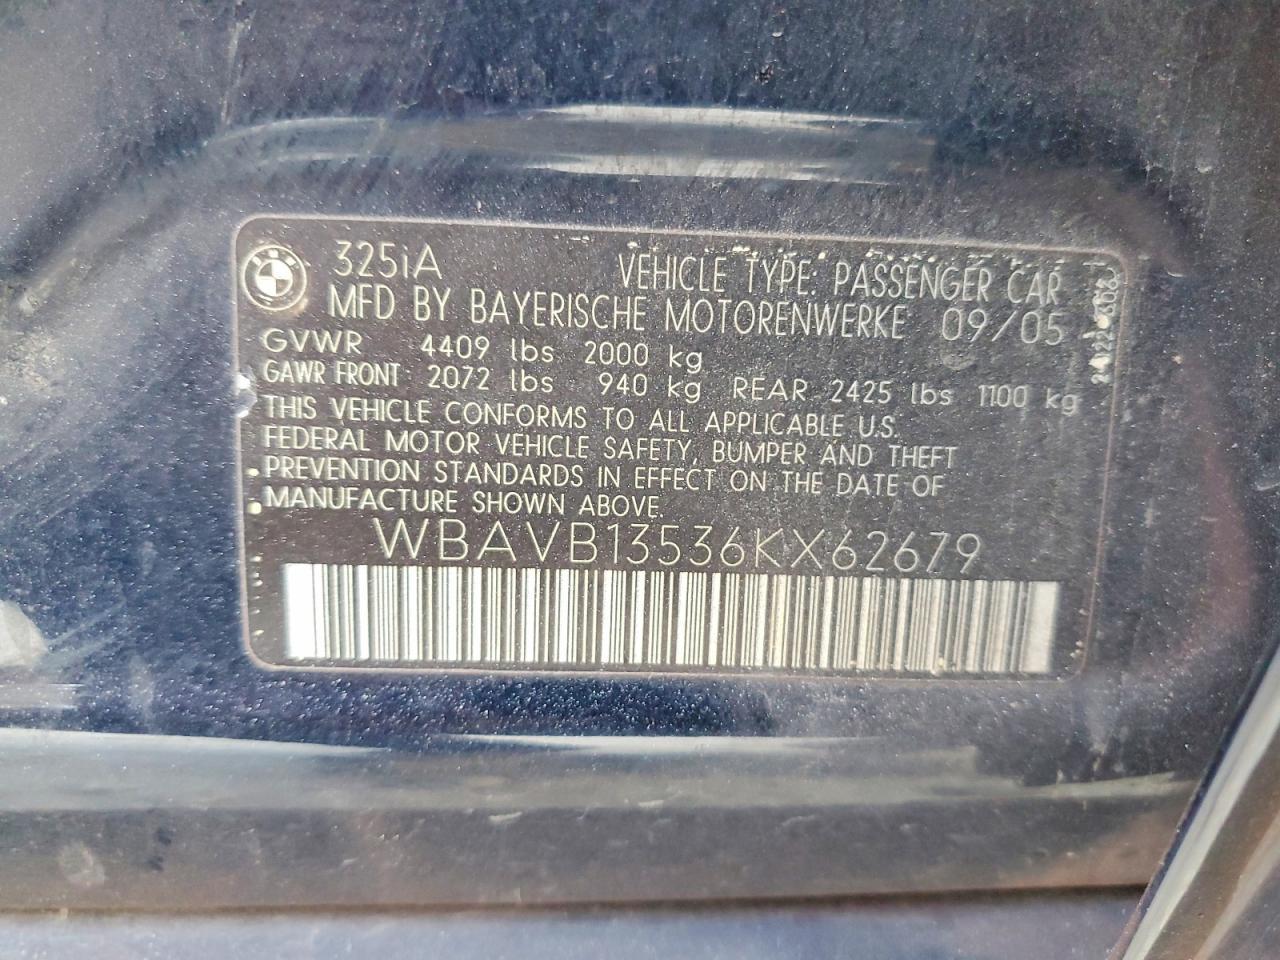 325iA VEHICLE TYPE: PASSENGER CAR
MFD BY BAYERISCHE MOTORENWERKE 09/05
GVWR 4409 lbs 2000 kg
GAWR FRONT: 2072 lbs 940 kg REAR 2425 lbs 1100 kg
THIS VEHICLE CONFORMS TO ALL APPLICABLE U.S.
FEDERAL MOTOR VEHICLE SAFETY, BUMPER AND THEFT
PREVENTION STANDARDS IN EFFECT ON THE DATE OF
MANUFACTURE SHOWN ABOVE.
WBAVB13536KX62679